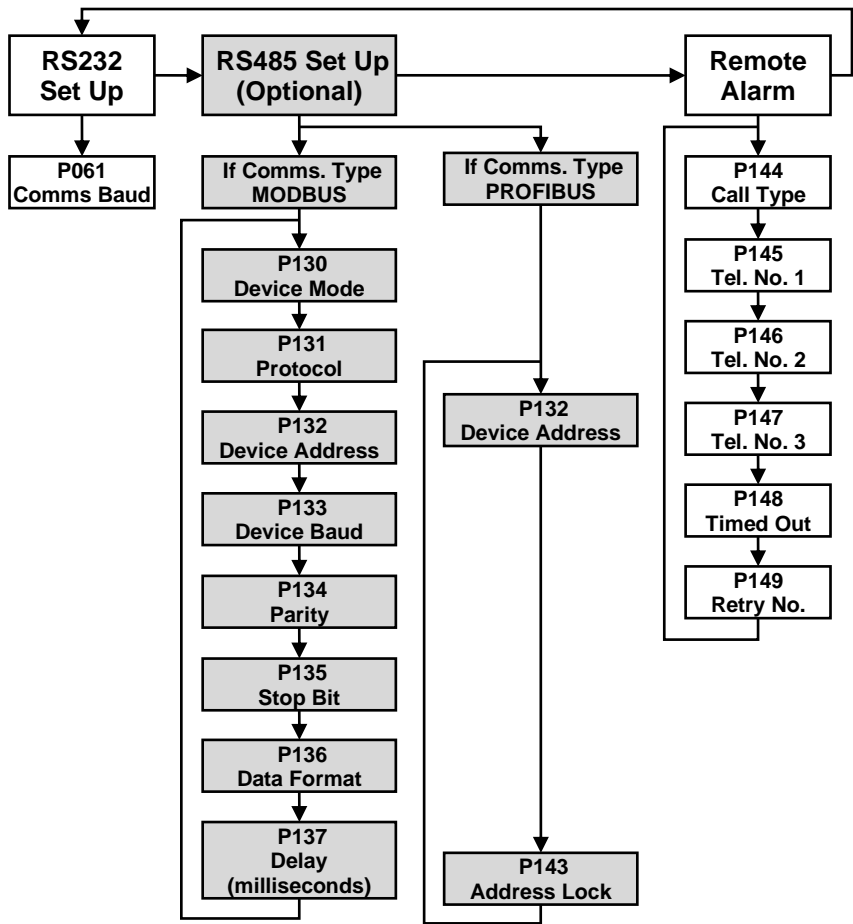 RS232
Set Up
RS485 Set Up
(Optional)
Remote
Alarm
P061
Comms Baud
If Comms. Type
MODBUS
P130
Device Mode
P131
Protocol
P132
Device Address
P133
Device Baud
P134
Parity
P135
Stop Bit
P136
Data Format
P137
Delay
(milliseconds)
If Comms. Type
PROFIBUS
P132
Device Address
P143
Address Lock
P144
Call Type
P145
Tel. No. 1
P146
Tel. No. 2
P147
Tel. No. 3
P148
Timed Out
P149
Retry No.